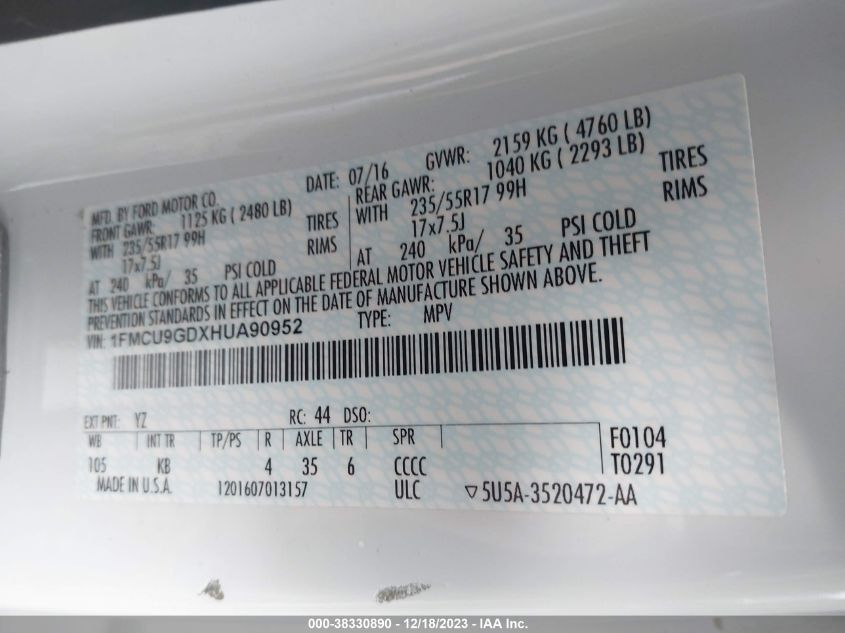 MFD. BY FORD MOTOR CO.
DATE: 07/16 GVWR: 2159 KG ( 4760 LB)
FRONT GAWR: 1125 KG ( 2480 LB)
REAR GAWR: 1040 KG ( 2293 LB)
WITH 235/55R17 99H TIRES
WITH 235/55R17 99H TIRES
17x7.5J RIMS
17x7.5J RIMS
AT 240 kPa/ 35 PSI COLD
AT 240 kPa/ 35 PSI COLD
THIS VEHICLE CONFORMS TO ALL APPLICABLE FEDERAL MOTOR VEHICLE SAFETY AND THEFT
PREVENTION STANDARDS IN EFFECT ON THE DATE OF MANUFACTURE SHOWN ABOVE.
VIN: 1FMCU9GDXHUA90952 TYPE: MPV
EXT PNT: YZ RC: 44 DSO:
WB INT TR TP/PS R AXLE TR SPR F0104
105 KB 4 35 6 CCCC T0291
MADE IN U.S.A. 1201607013157 ULC ▽5U5A-3520472-AA
000-38330890 - 12/18/2023 - IAA Inc.